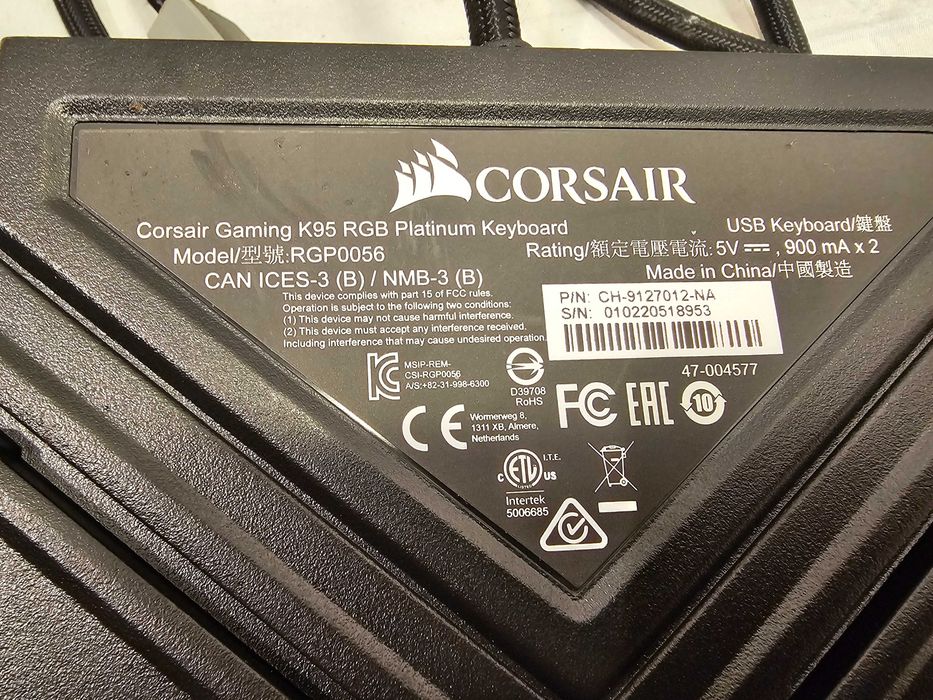 CORSAIR
Corsair Gaming K95 RGB Platinum Keyboard
USB Keyboard/鍵盤
Model/型號:RGP0056
Rating/額定電壓電流: 5V ⎓ , 900 mA x 2
CAN ICES-3 (B) / NMB-3 (B)
Made in China/中國製造
This device complies with part 15 of FCC rules.
Operation is subject to the following two conditions:
(1) This device may not cause harmful interference.
(2) This device must accept any interference received.
Including interference that may cause undesired operation.
P/N: CH-9127012-NA
S/N: 010220518953
47-004577
MSIP-REM-
CSI-RGP0056
A/S:+82-31-998-6300
D39708
RoHS
FC
EAC
10
CE
Wormerweg 8,
1311 XB, Almere,
Netherlands
c ETL us
LISTED
I.T.E.
Intertek
5006685